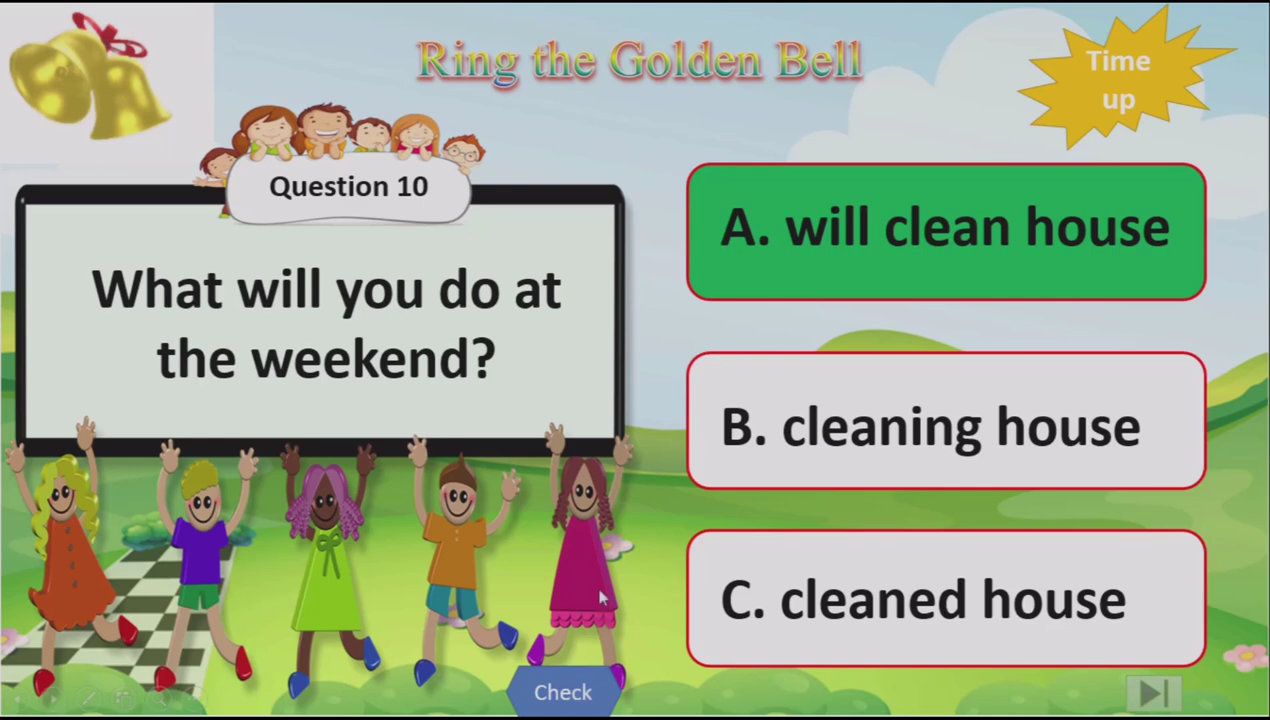 Ring the Golden Bell
Time
up
Question 10
What will you do at
the weekend?
A. will clean house
B. cleaning house
C. cleaned house
Check